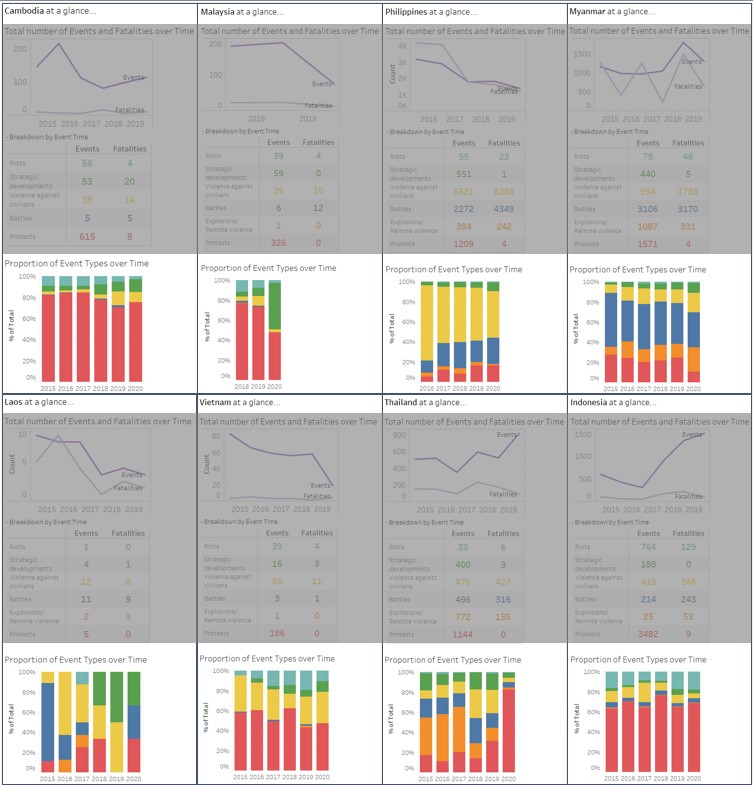 Cambodia at a glance...
Total number of Events and Fatalities over Time
200
100
0
Events
Fatalities
2015 2016 2017 2018 2019
- Breakdown by Event Time
Events Fatalities
Riots 56 4
Strategic
developments 53 20
Violence against
civilians 38 14
Battles 5 5
Protests 615 8
Proportion of Event Types over Time
% of Total
100%
80%
60%
40%
20%
0%
2015 2016 2017 2018 2019 2020
Malaysia at a glance...
Total number of Events and Fatalities over Time
200
100
0
Events
Fatalities
2018 2019
- Breakdown by Event Time
Events Fatalities
Riots 39 4
Strategic
developments 59 0
Violence against
civilians 29 10
Battles 6 12
Explosions/
Remote violence 1 0
Protests 326 0
Proportion of Event Types over Time
% of Total
100%
80%
60%
40%
20%
0%
2018 2019 2020
Philippines at a glance...
Total number of Events and Fatalities over Time
Count
4K
3K
2K
1K
0K
Events
Fatalities
2016 2017 2018 2019
- Breakdown by Event Time
Events Fatalities
Riots 55 23
Strategic
developments 551 1
Violence against
civilians 6621 8286
Battles 2272 4349
Explosions/
Remote violence 384 242
Protests 1209 4
Proportion of Event Types over Time
% of Total
100%
80%
60%
40%
20%
0%
2016 2017 2018 2019 2020
Myanmar at a glance...
Total number of Events and Fatalities over Time
1500
1000
500
0
Events
Fatalities
2015 2016 2017 2018 2019
- Breakdown by Event Time
Events Fatalities
Riots 79 46
Strategic
developments 440 5
Violence against
civilians 994 1736
Battles 3106 3170
Explosions/
Remote violence 1087 331
Protests 1571 4
Proportion of Event Types over Time
% of Total
100%
80%
60%
40%
20%
0%
2015 2016 2017 2018 2019 2020
Laos at a glance...
Total number of Events and Fatalities over Time
Count
10
5
0
Events
Fatalities
2015 2016 2017 2018 2019
- Breakdown by Event Time
Events Fatalities
Riots 1 0
Strategic
developments 4 1
Violence against
civilians 12 8
Battles 11 9
Explosions/
Remote violence 2 3
Protests 5 0
Proportion of Event Types over Time
% of Total
100%
80%
60%
40%
20%
0%
2015 2016 2017 2018 2019 2020
Vietnam at a glance...
Total number of Events and Fatalities over Time
80
60
40
20
0
Events
Fatalities
2015 2016 2017 2018 2019
- Breakdown by Event Time
Events Fatalities
Riots 39 4
Strategic
developments 16 3
Violence against
civilians 96 11
Battles 3 1
Explosions/
Remote violence 1 0
Protests 186 0
Proportion of Event Types over Time
% of Total
100%
80%
60%
40%
20%
0%
2015 2016 2017 2018 2019 2020
Thailand at a glance...
Total number of Events and Fatalities over Time
800
600
400
200
0
Events
Fatalities
2015 2016 2017 2018 2019
- Breakdown by Event Time
Events Fatalities
Riots 33 6
Strategic
developments 400 3
Violence against
civilians 476 427
Battles 496 316
Explosions/
Remote violence 772 135
Protests 1144 0
Proportion of Event Types over Time
% of Total
100%
80%
60%
40%
20%
0%
2015 2016 2017 2018 2019 2020
Indonesia at a glance...
Total number of Events and Fatalities over Time
1500
1000
500
0
Events
Fatalities
2015 2016 2017 2018 2019
- Breakdown by Event Time
Events Fatalities
Riots 764 129
Strategic
developments 188 0
Violence against
civilians 419 248
Battles 214 243
Explosions/
Remote violence 25 53
Protests 3482 9
Proportion of Event Types over Time
% of Total
100%
80%
60%
40%
20%
0%
2015 2016 2017 2018 2019 2020